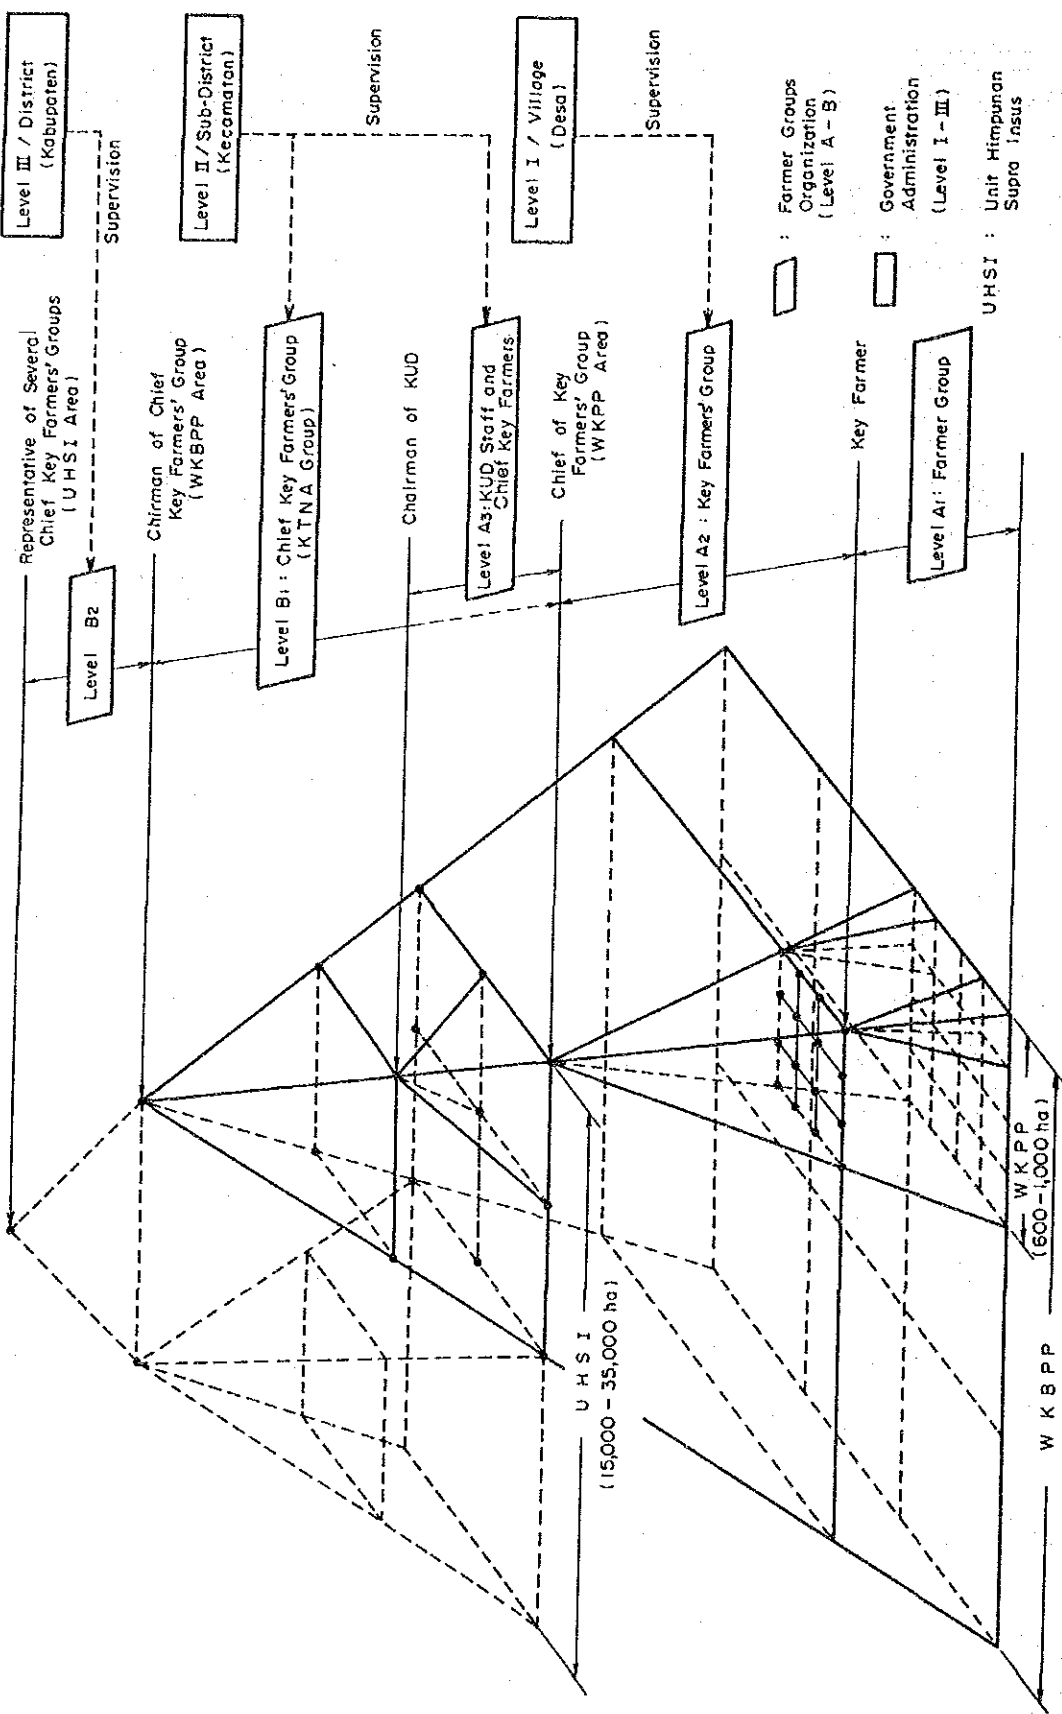 Level III / District
(Kabupaten)
Supervision
Level II / Sub-District
(Kecamatan)
Supervision
Level I / Village
(Desa)
Supervision
Representative of Several
Chief Key Farmers' Groups
(UHSI Area)
Level B2
Chirman of Chief
Key Farmers' Group
(WKBPP Area)
Level B1 : Chief Key Farmers' Group
(KTNA Group)
Chairman of KUD
Level A3 : KUD Staff and
Chief Key Farmers
Chief of Key
Farmers' Group
(WKPP Area)
Level A2 : Key Farmers' Group
Key Farmer
Level A1 : Farmer Group
: Farmer Groups
Organization
(Level A - B)
: Government
Administration
(Level I - III)
UHSI : Unit Himpunan
Supra Insus
UHSI
(15,000 - 35,000 ha)
WKPP
(600 - 1,000 ha)
WKBPP